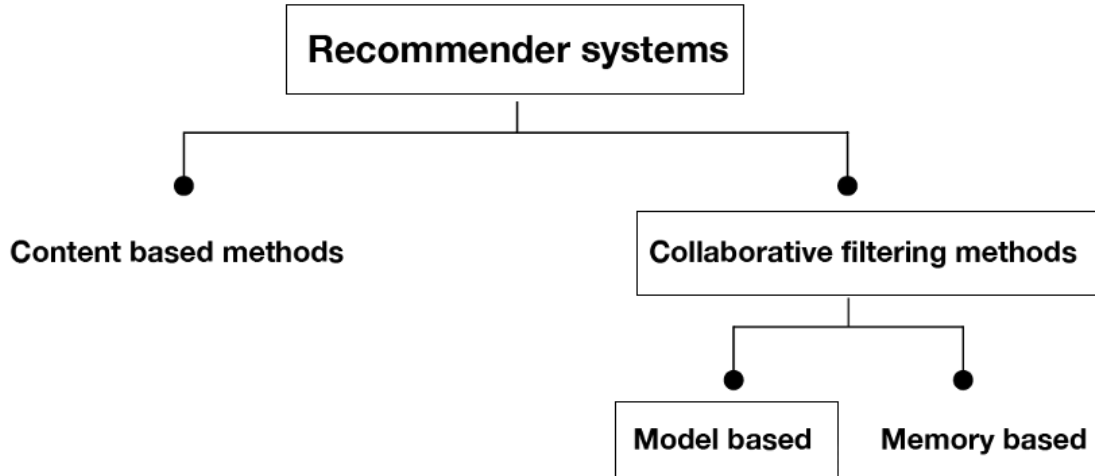 Recommender systems
Content based methods
Collaborative filtering methods
Model based
Memory based